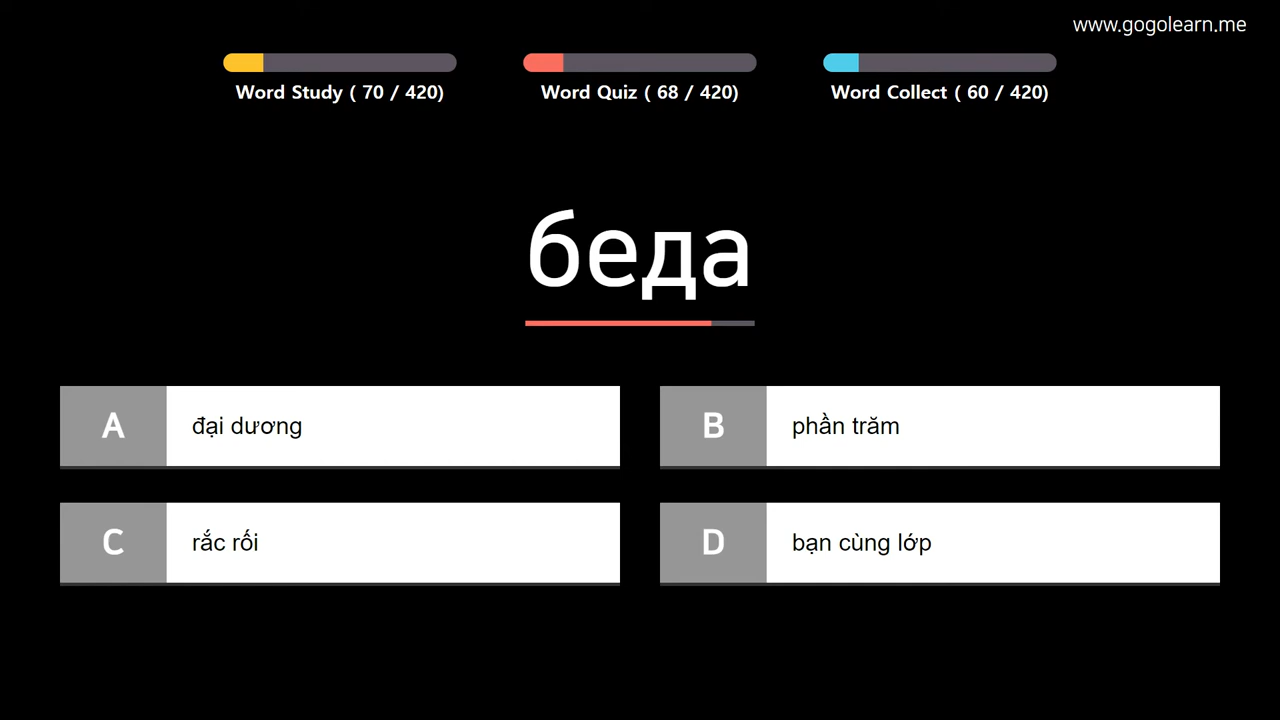 www.gogolearn.me
Word Study ( 70 / 420)
Word Quiz ( 68 / 420)
Word Collect ( 60 / 420)
беда
A đại dương
B phần trăm
C rắc rối
D bạn cùng lớp